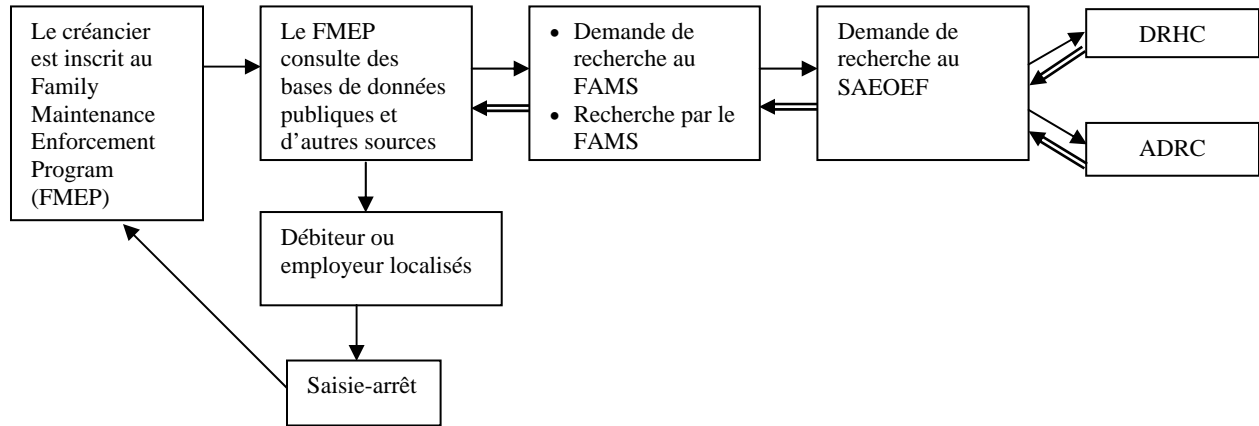 Le créancier
est inscrit au
Family
Maintenance
Enforcement
Program
(FMEP)
Le FMEP
consulte des
bases de données
publiques et
d'autres sources
• Demande de
recherche au
FAMS
• Recherche par le
FAMS
Demande de
recherche au
SAEOEF
DRHC
ADRC
Débiteur ou
employeur localisés
Saisie-arrêt